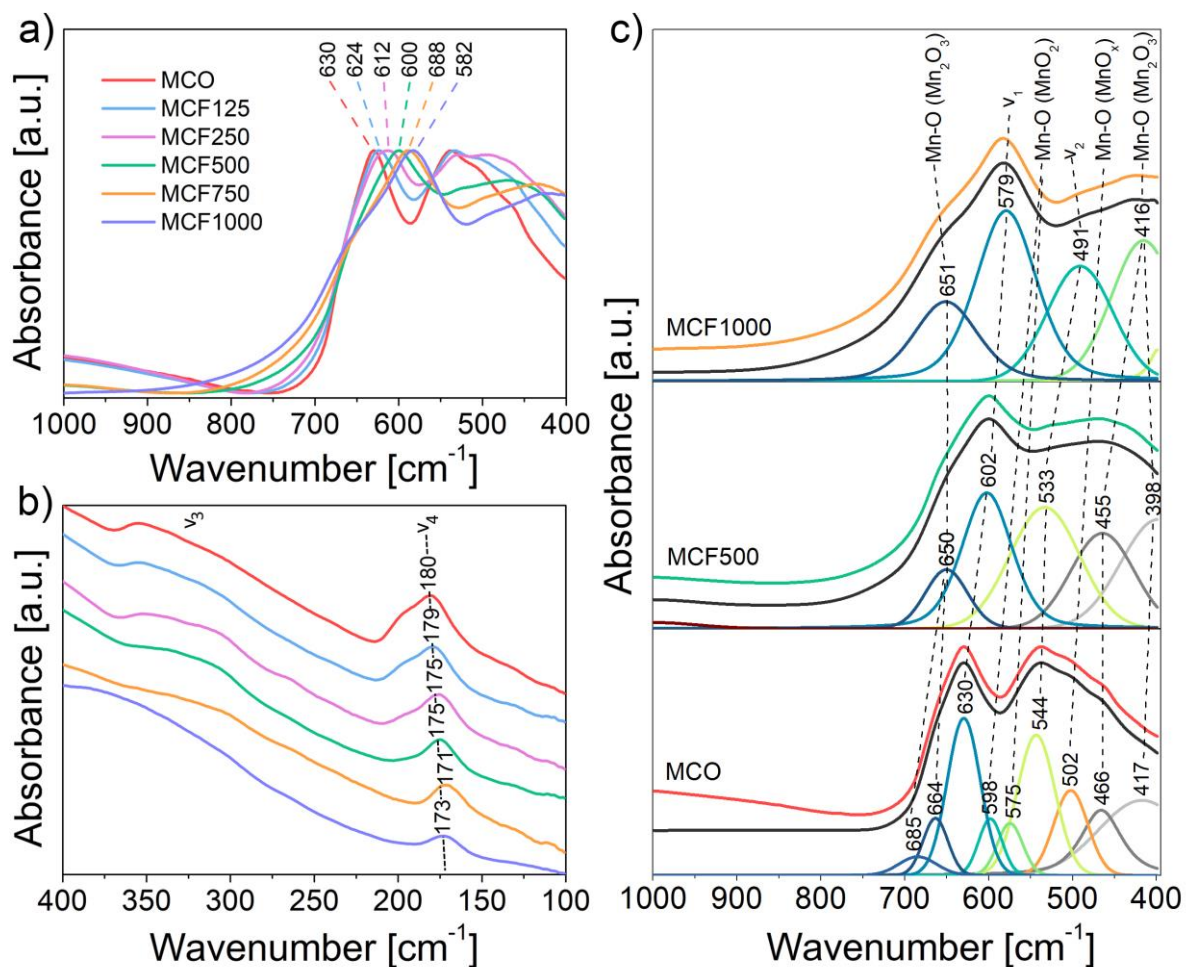 a)
630 624 612 600 688 582
MCO
MCF125
MCF250
MCF500
MCF750
MCF1000
Absorbance [a.u.]
1000 900 800 700 600 500 400
Wavenumber [cm⁻¹]
b)
ν₃
ν₄
180
179
175
175
171
173
Absorbance [a.u.]
400 350 300 250 200 150 100
Wavenumber [cm⁻¹]
c)
Mn-O (Mn₂O₃)
ν₁
Mn-O (MnO₂)
ν₂
Mn-O (MnOₓ)
Mn-O (Mn₂O₃)
MCF1000
651 579 491 416
MCF500
650 602 533 455 398
MCO
685 664 630 598 575 544 502 466 417
Absorbance [a.u.]
1000 900 800 700 600 500 400
Wavenumber [cm⁻¹]